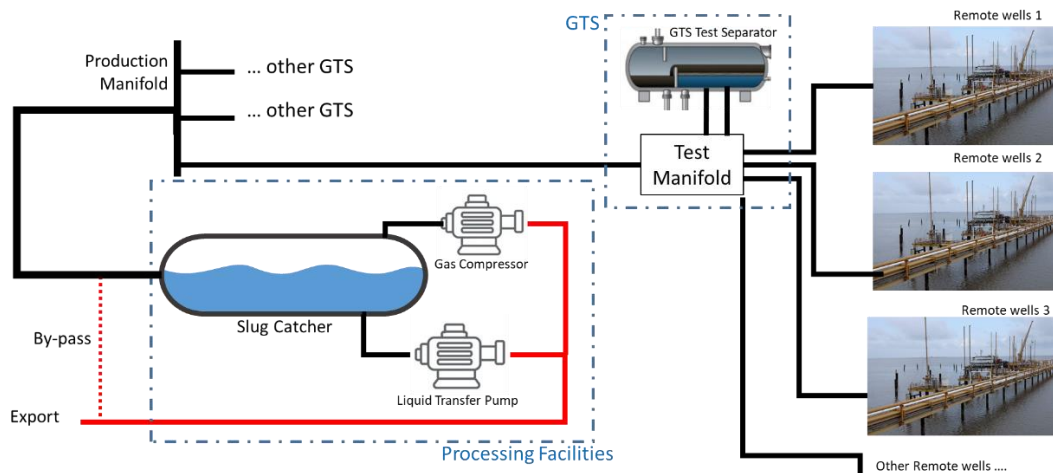 Remote wells 1
GTS
GTS Test Separator
Production
Manifold
... other GTS
... other GTS
Test
Manifold
Remote wells 2
Gas Compressor
Slug Catcher
By-pass
Remote wells 3
Liquid Transfer Pump
Export
Processing Facilities
Other Remote wells ....